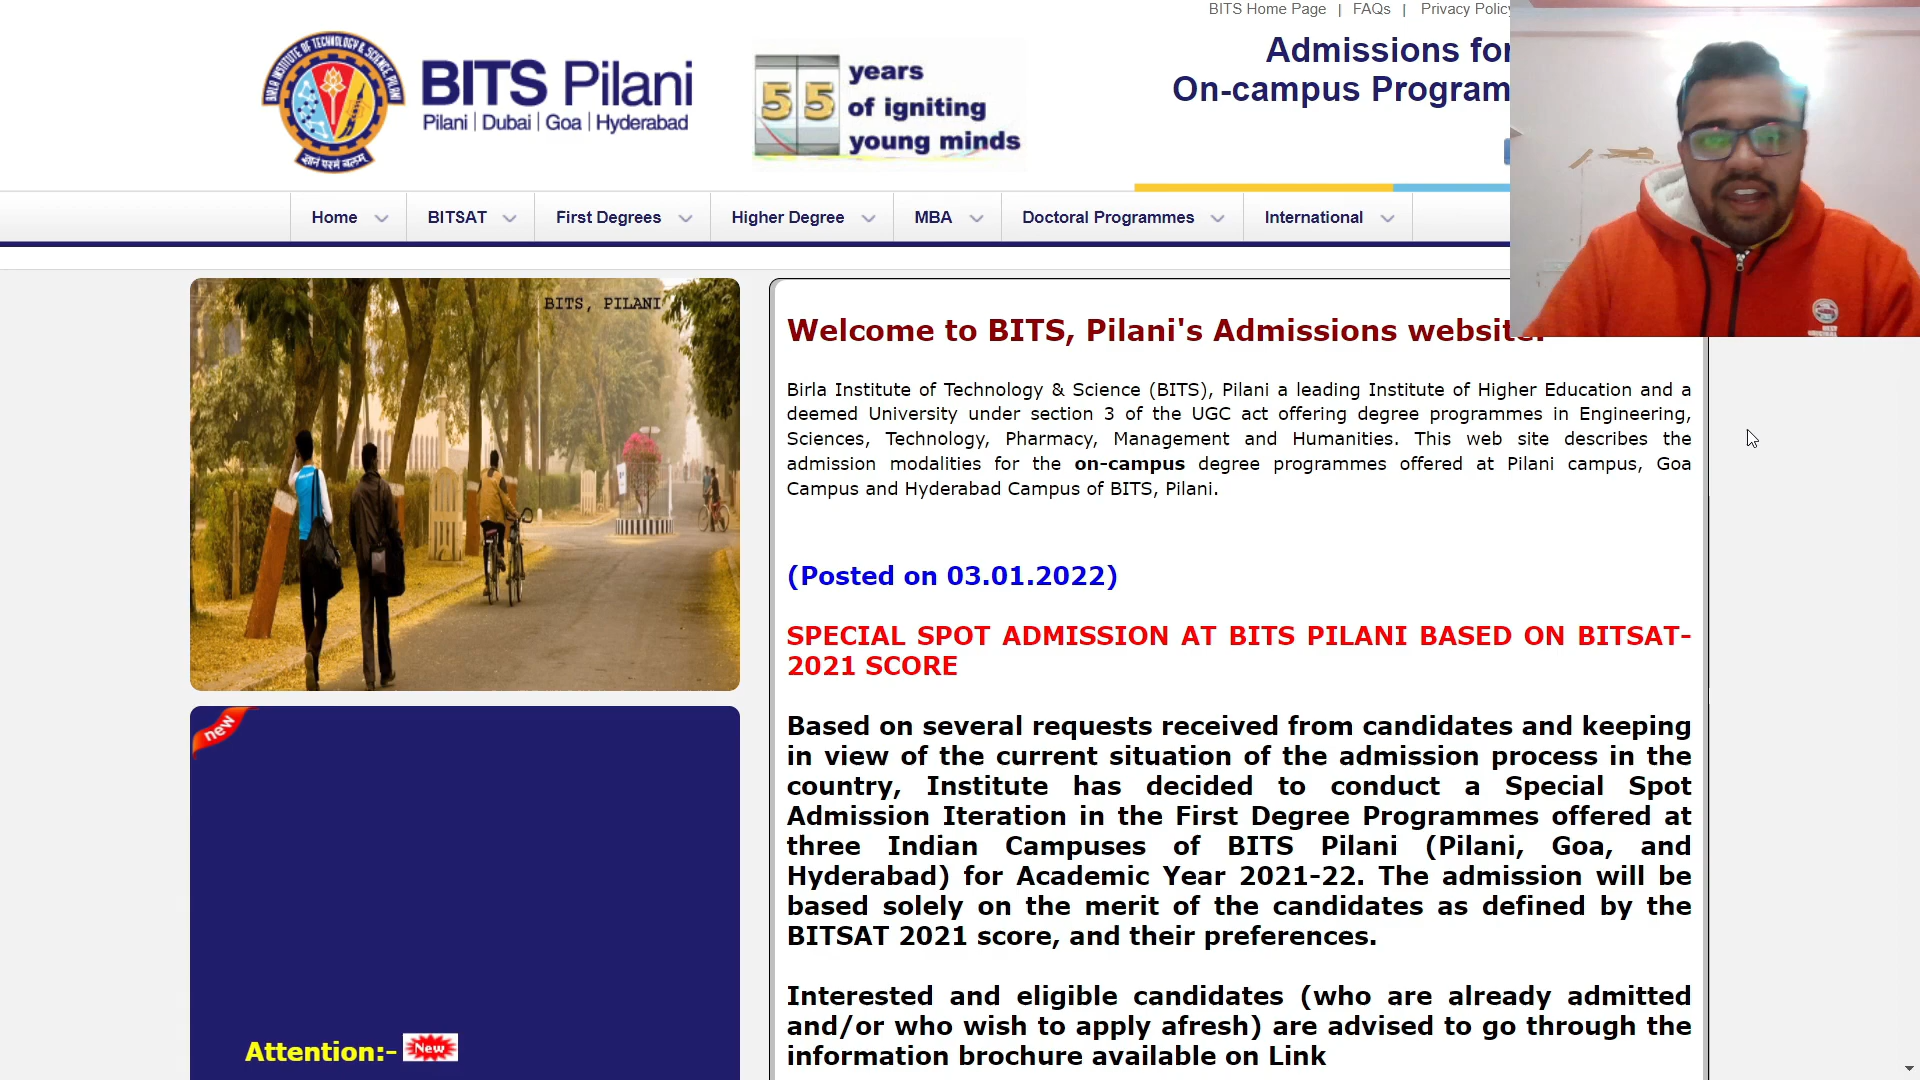 BITS Home Page | FAQs | Privacy Policy
BIRLA INSTITUTE OF TECHNOLOGY & SCIENCE, PILANI
ज्ञानं परमं बलम्
BITS Pilani
Pilani | Dubai | Goa | Hyderabad
55 years
of igniting
young minds
Admissions for
On-campus Program
Home
BITSAT
First Degrees
Higher Degree
MBA
Doctoral Programmes
International
BITS, PILANI
Welcome to BITS, Pilani's Admissions website.
Birla Institute of Technology & Science (BITS), Pilani a leading Institute of Higher Education and a
deemed University under section 3 of the UGC act offering degree programmes in Engineering,
Sciences, Technology, Pharmacy, Management and Humanities. This web site describes the
admission modalities for the on-campus degree programmes offered at Pilani campus, Goa
Campus and Hyderabad Campus of BITS, Pilani.
(Posted on 03.01.2022)
SPECIAL SPOT ADMISSION AT BITS PILANI BASED ON BITSAT-
2021 SCORE
Based on several requests received from candidates and keeping
in view of the current situation of the admission process in the
country, Institute has decided to conduct a Special Spot
Admission Iteration in the First Degree Programmes offered at
three Indian Campuses of BITS Pilani (Pilani, Goa, and
Hyderabad) for Academic Year 2021-22. The admission will be
based solely on the merit of the candidates as defined by the
BITSAT 2021 score, and their preferences.
Interested and eligible candidates (who are already admitted
and/or who wish to apply afresh) are advised to go through the
information brochure available on Link
new
Attention:- New